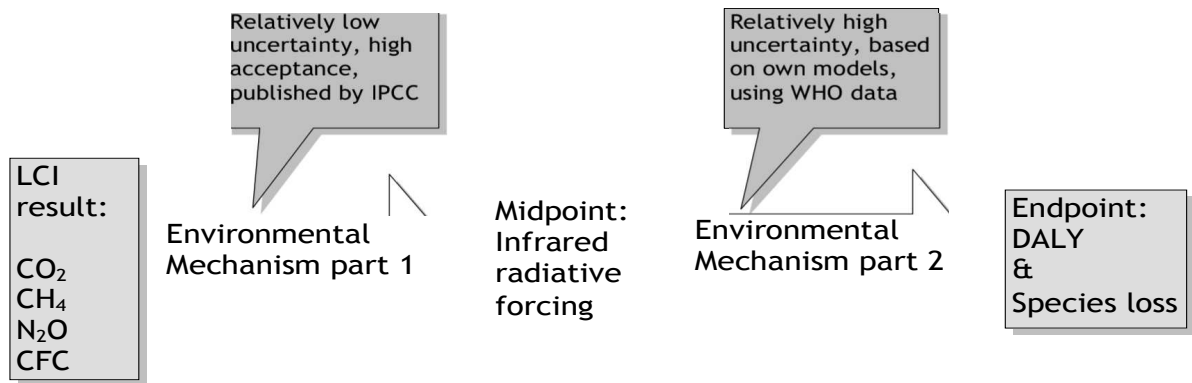 Relatively low
uncertainty, high
acceptance,
published by IPCC
Relatively high
uncertainty, based
on own models,
using WHO data
LCI
result:
CO₂
CH₄
N₂O
CFC
Environmental
Mechanism part 1
Midpoint:
Infrared
radiative
forcing
Environmental
Mechanism part 2
Endpoint:
DALY
&
Species loss